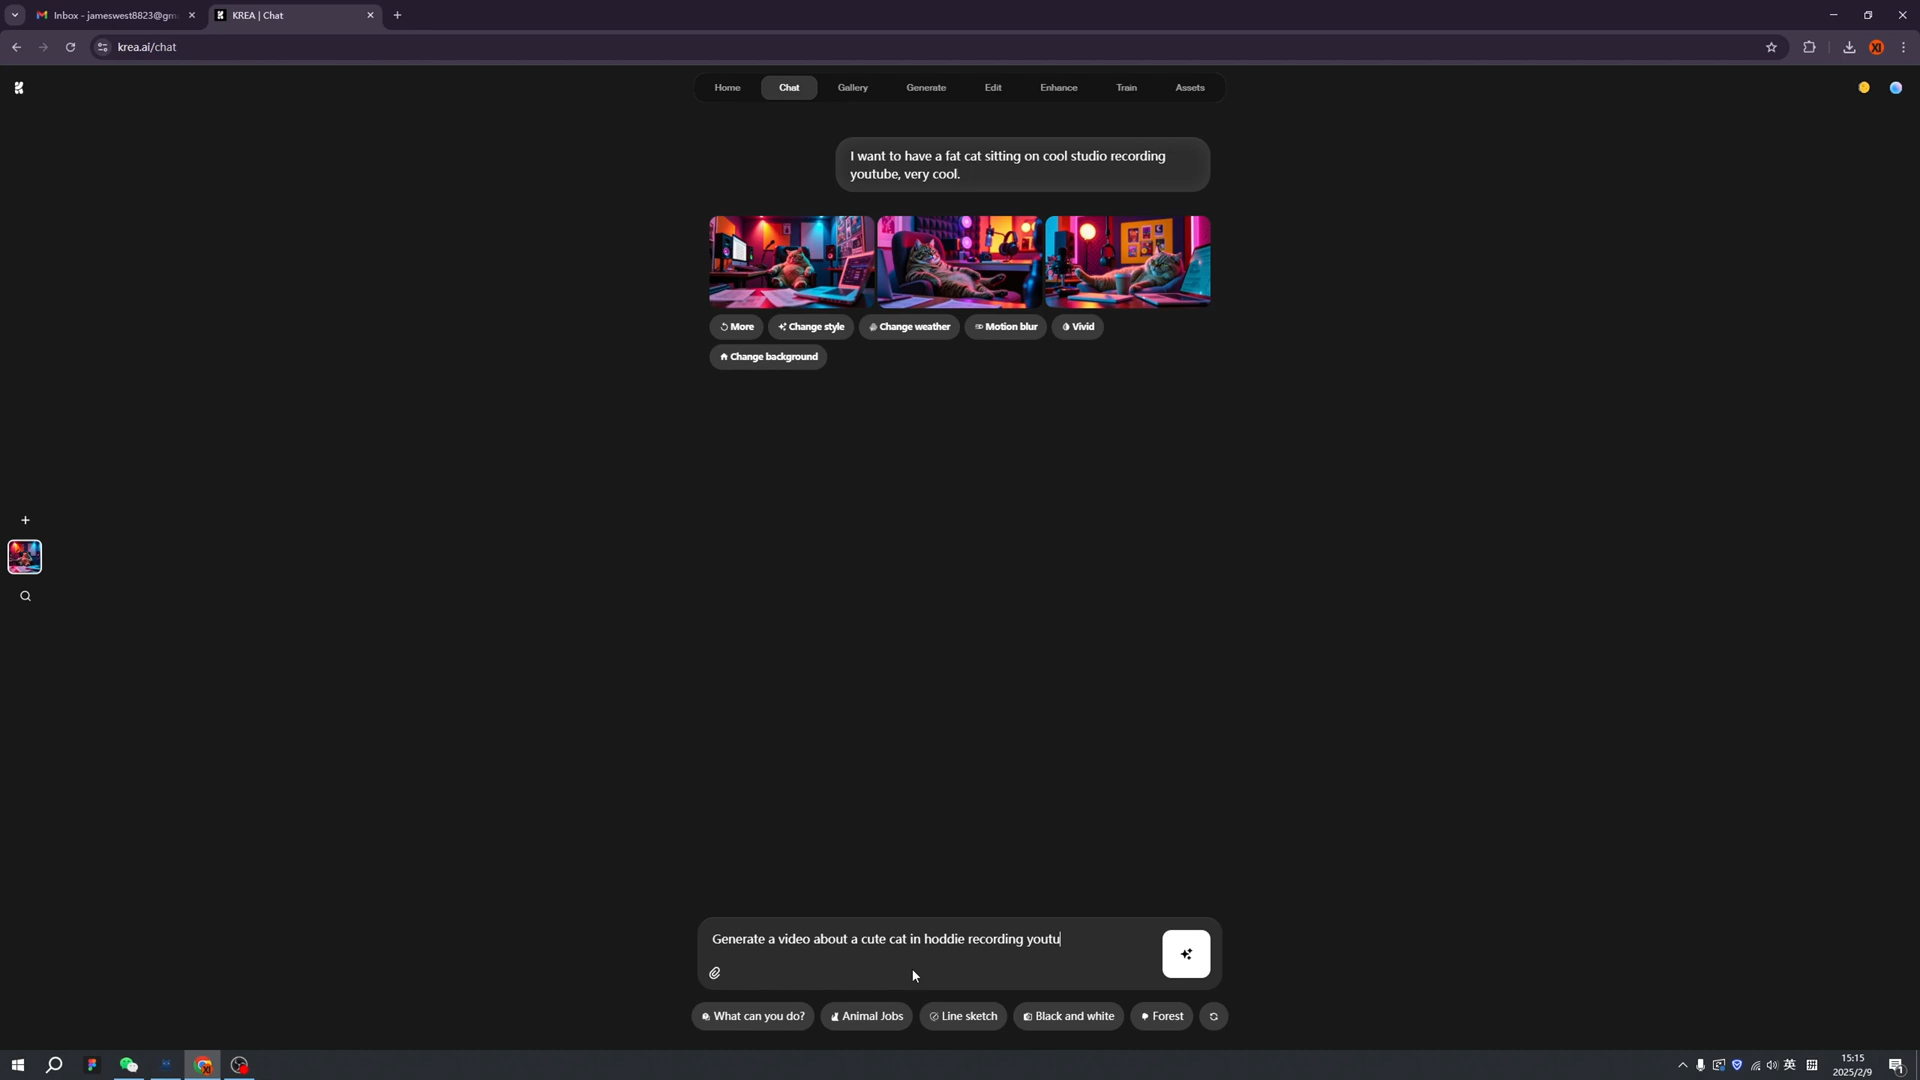 Inbox - jameswest8823@gm
KREA | Chat
krea.ai/chat
XI
Home
Chat
Gallery
Generate
Edit
Enhance
Train
Assets
I want to have a fat cat sitting on cool studio recording
youtube, very cool.
More
Change style
Change weather
Motion blur
Vivid
Change background
Generate a video about a cute cat in hoddie recording youtu
What can you do?
Animal Jobs
Line sketch
Black and white
Forest
英
15:15
2025/2/9
1